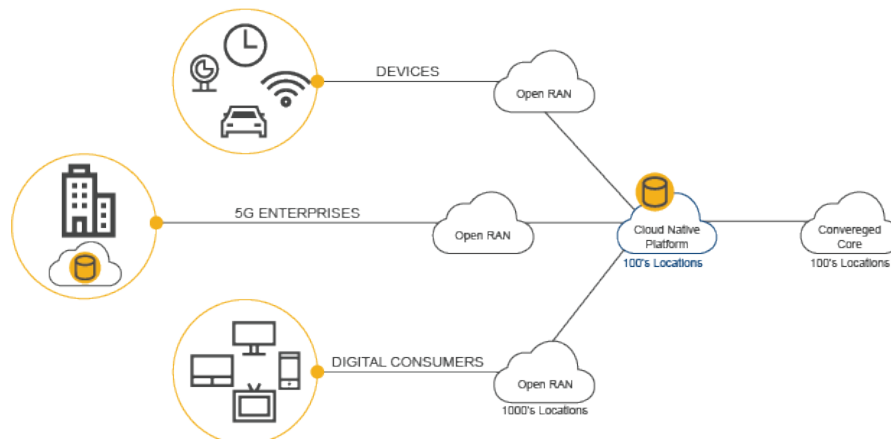 DEVICES
Open RAN
5G ENTERPRISES
Open RAN
Cloud Native
Platform
100's Locations
Convereged
Core
100's Locations
DIGITAL CONSUMERS
Open RAN
1000's Locations